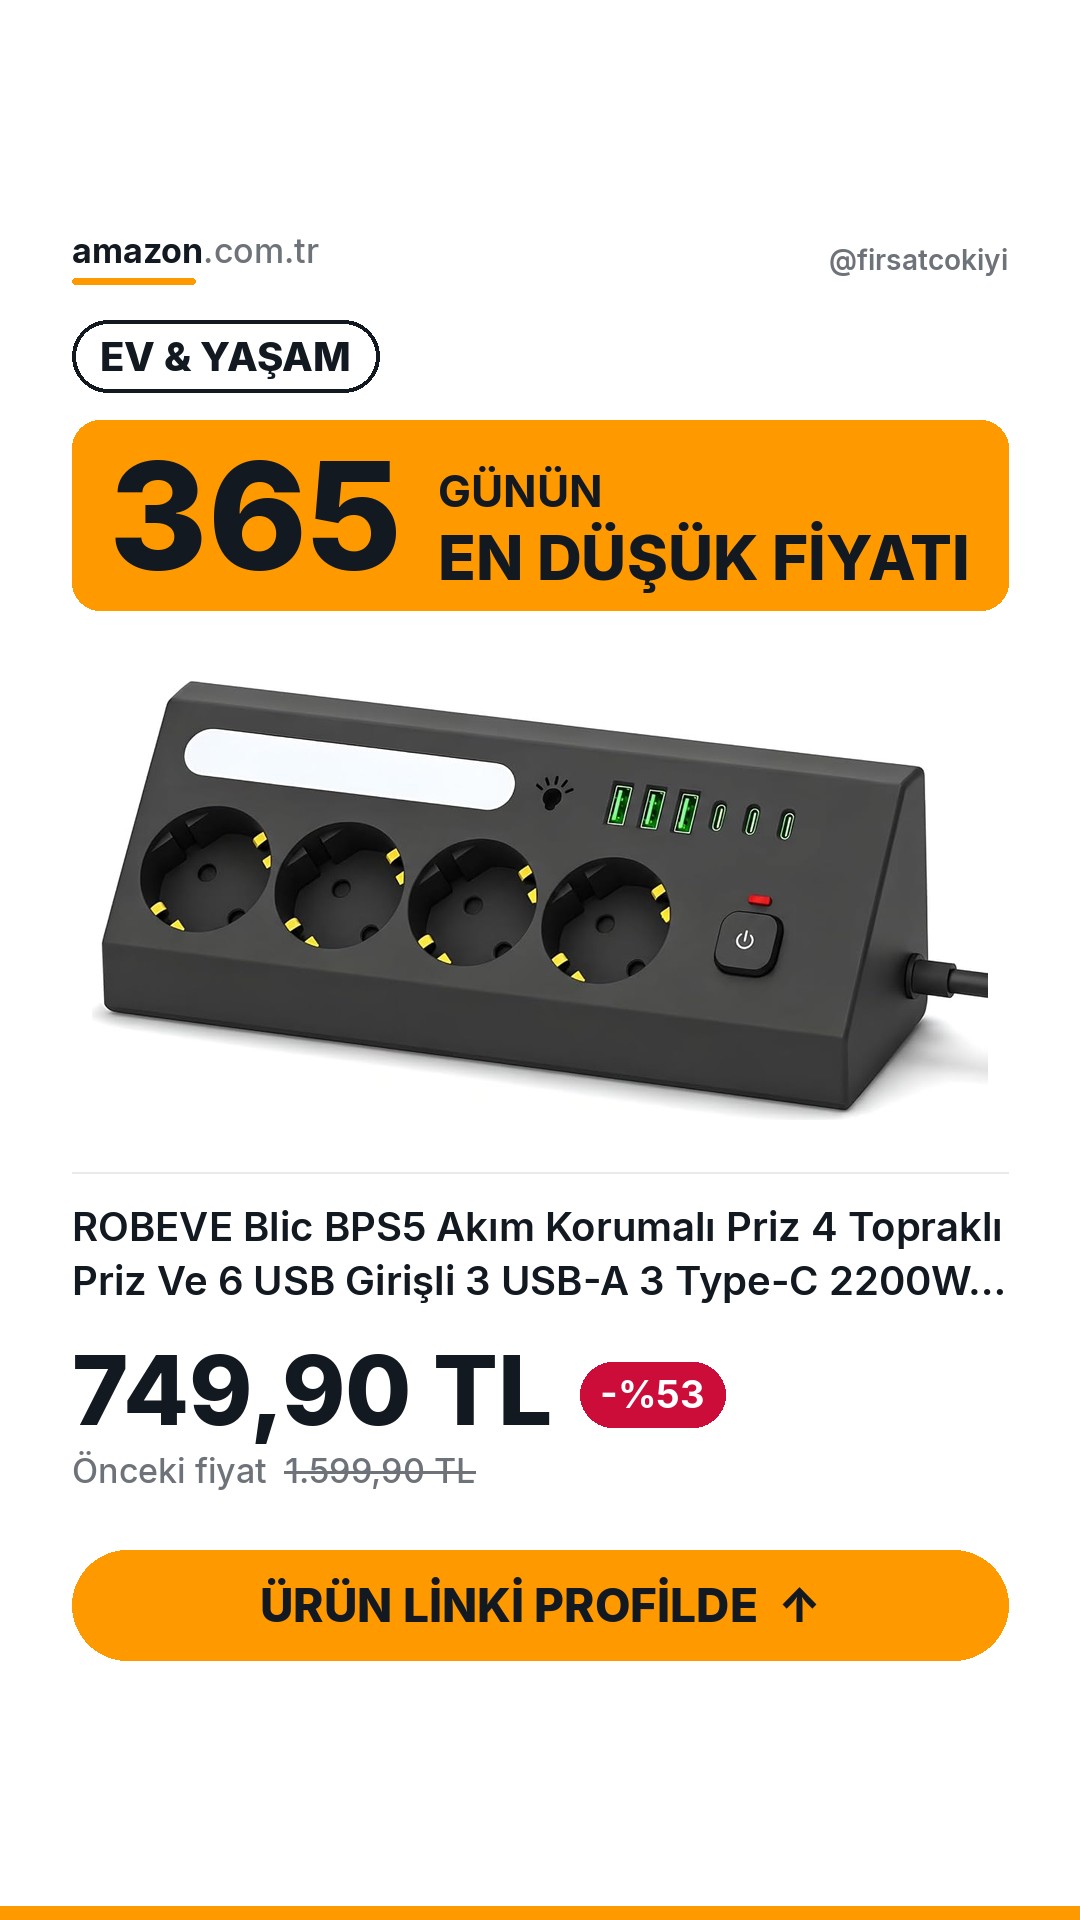 amazon.com.tr
@firsatcokiyi
EV & YAŞAM
365 GÜNÜN
EN DÜŞÜK FİYATI
ROBEVE Blic BPS5 Akım Korumalı Priz 4 Topraklı
Priz Ve 6 USB Girişli 3 USB-A 3 Type-C 2200W...
749,90 TL -%53
Önceki fiyat 1.599,90 TL
ÜRÜN LİNKİ PROFİLDE ↑